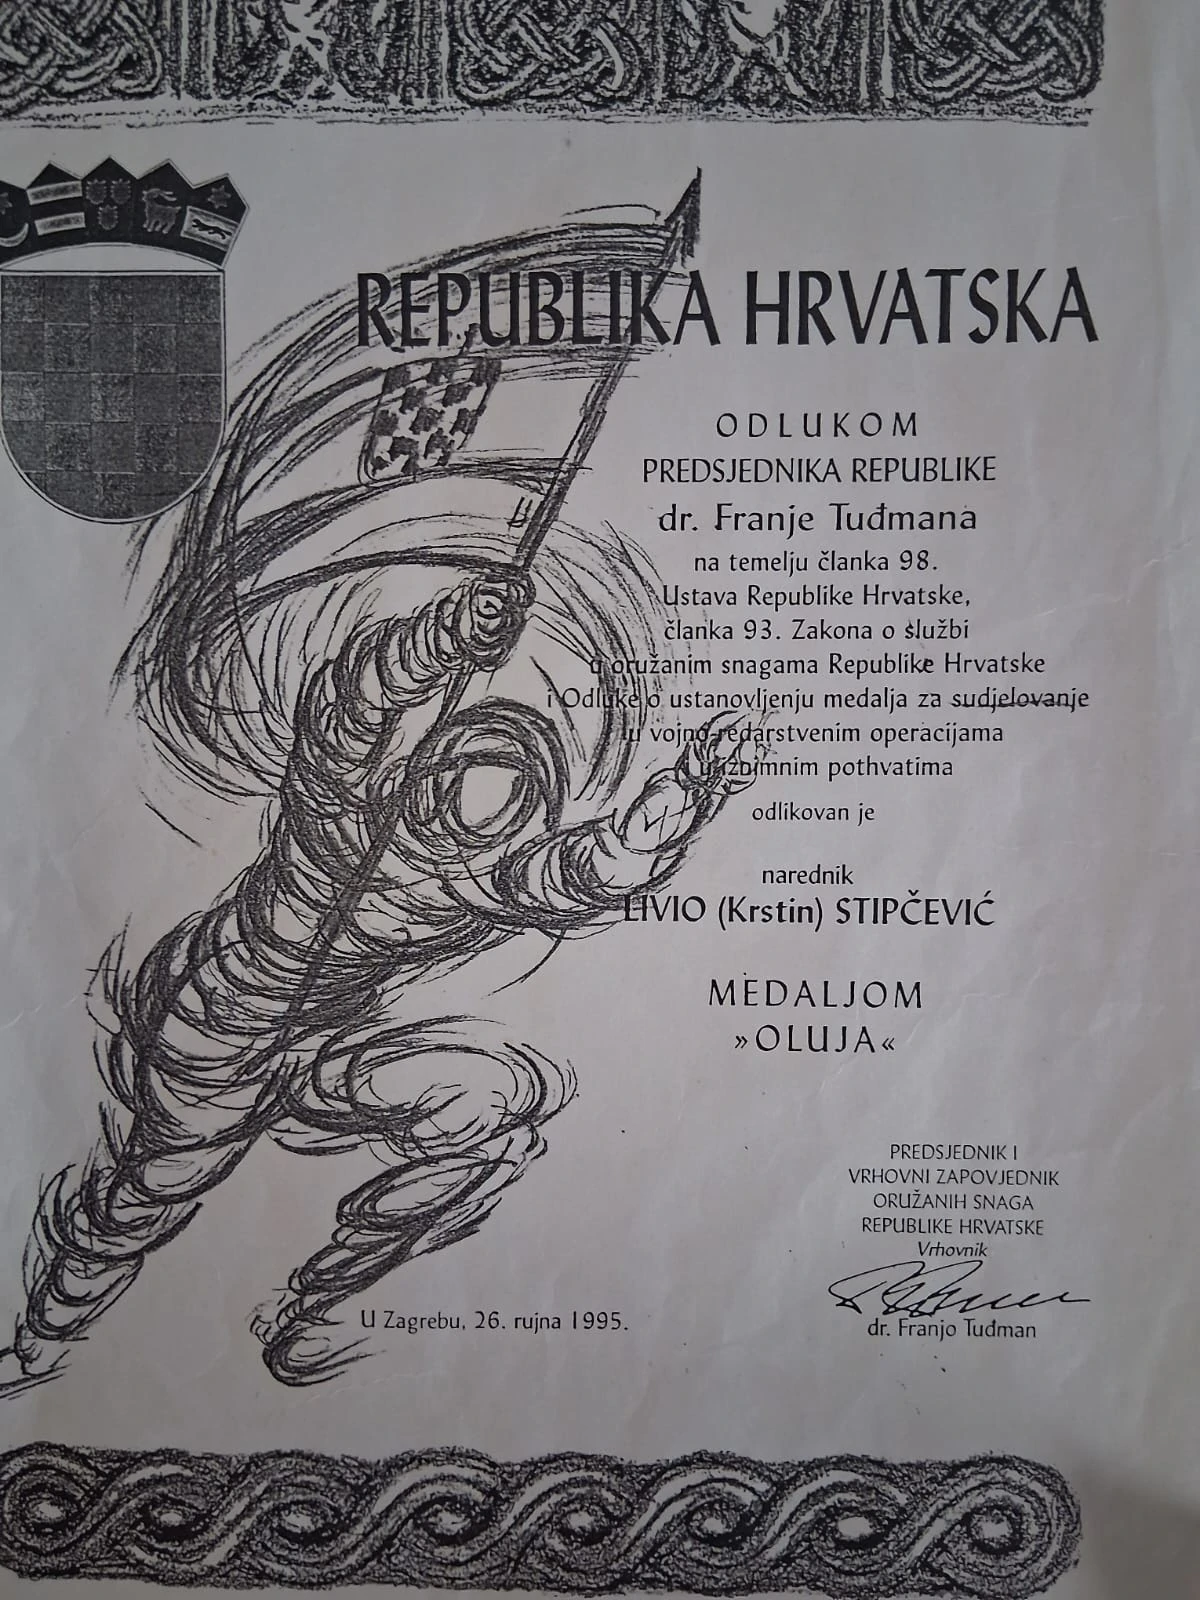 REPUBLIKA HRVATSKA
ODLUKOM
PREDSJEDNIKA REPUBLIKE
dr. Franje Tuđmana
na temelju članka 98.
Ustava Republike Hrvatske,
članka 93. Zakona o službi
u oružanim snagama Republike Hrvatske
i Odluke o ustanovljenju medalja za sudjelovanje
u vojno-redarstvenim operacijama
i u iznimnim pothvatima
odlikovan je
narednik
LIVIO (Krstin) STIPČEVIĆ
MEDALJOM
»OLUJA«
PREDSJEDNIK I
VRHOVNI ZAPOVJEDNIK
ORUŽANIH SNAGA
REPUBLIKE HRVATSKE
Vrhovnik
dr. Franjo Tuđman
U Zagrebu, 26. rujna 1995.